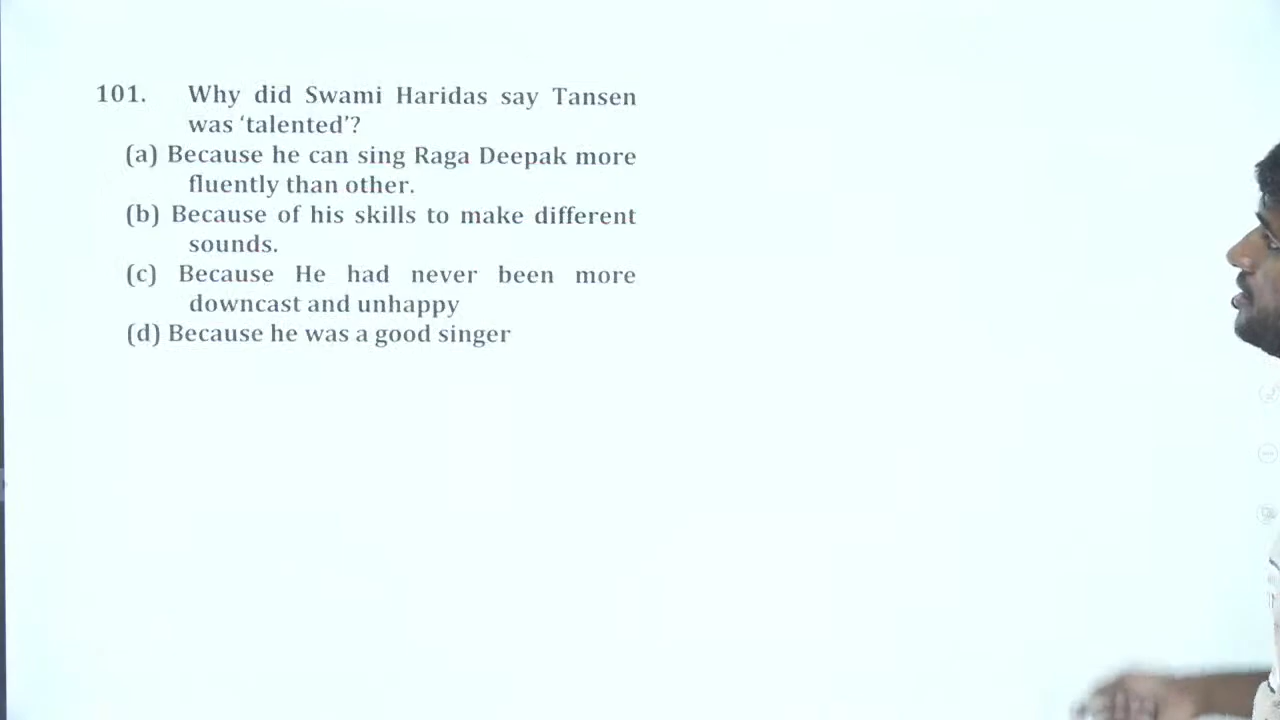 101. Why did Swami Haridas say Tansen
was ‘talented’?
(a) Because he can sing Raga Deepak more
fluently than other.
(b) Because of his skills to make different
sounds.
(c) Because He had never been more
downcast and unhappy
(d) Because he was a good singer